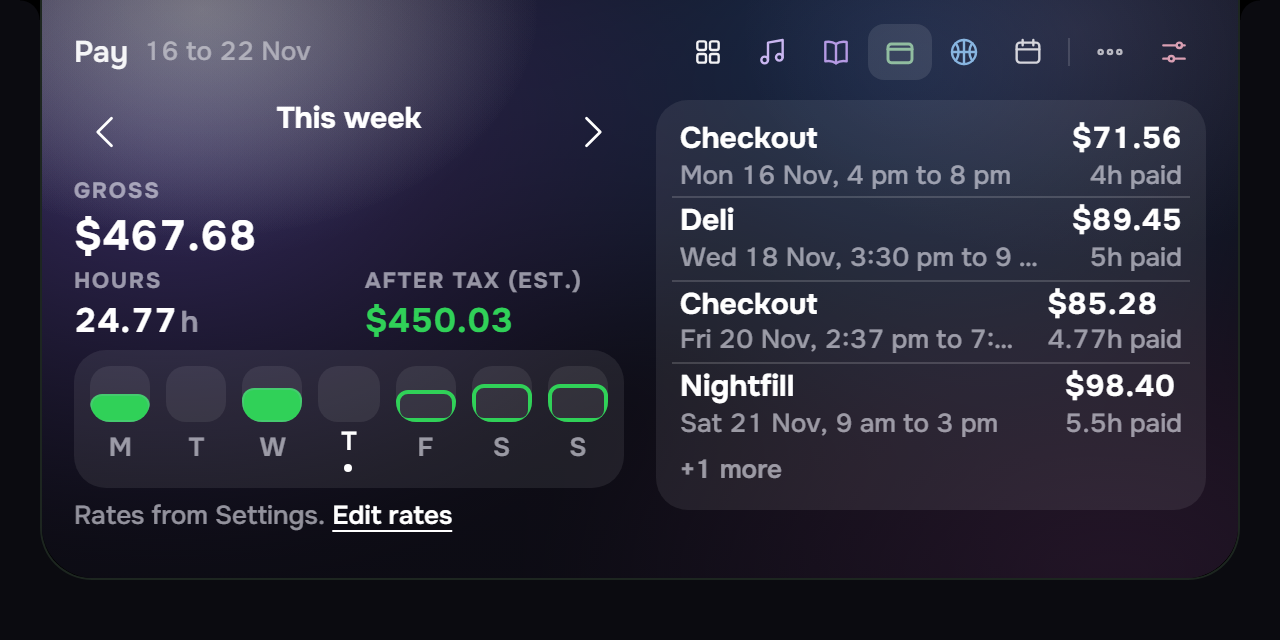 Pay 16 to 22 Nov
This week
GROSS
$467.68
HOURS
24.77h
AFTER TAX (EST.)
$450.03
M T W T F S S
Rates from Settings. Edit rates
Checkout $71.56
Mon 16 Nov, 4 pm to 8 pm 4h paid
Deli $89.45
Wed 18 Nov, 3:30 pm to 9 ... 5h paid
Checkout $85.28
Fri 20 Nov, 2:37 pm to 7:... 4.77h paid
Nightfill $98.40
Sat 21 Nov, 9 am to 3 pm 5.5h paid
+1 more